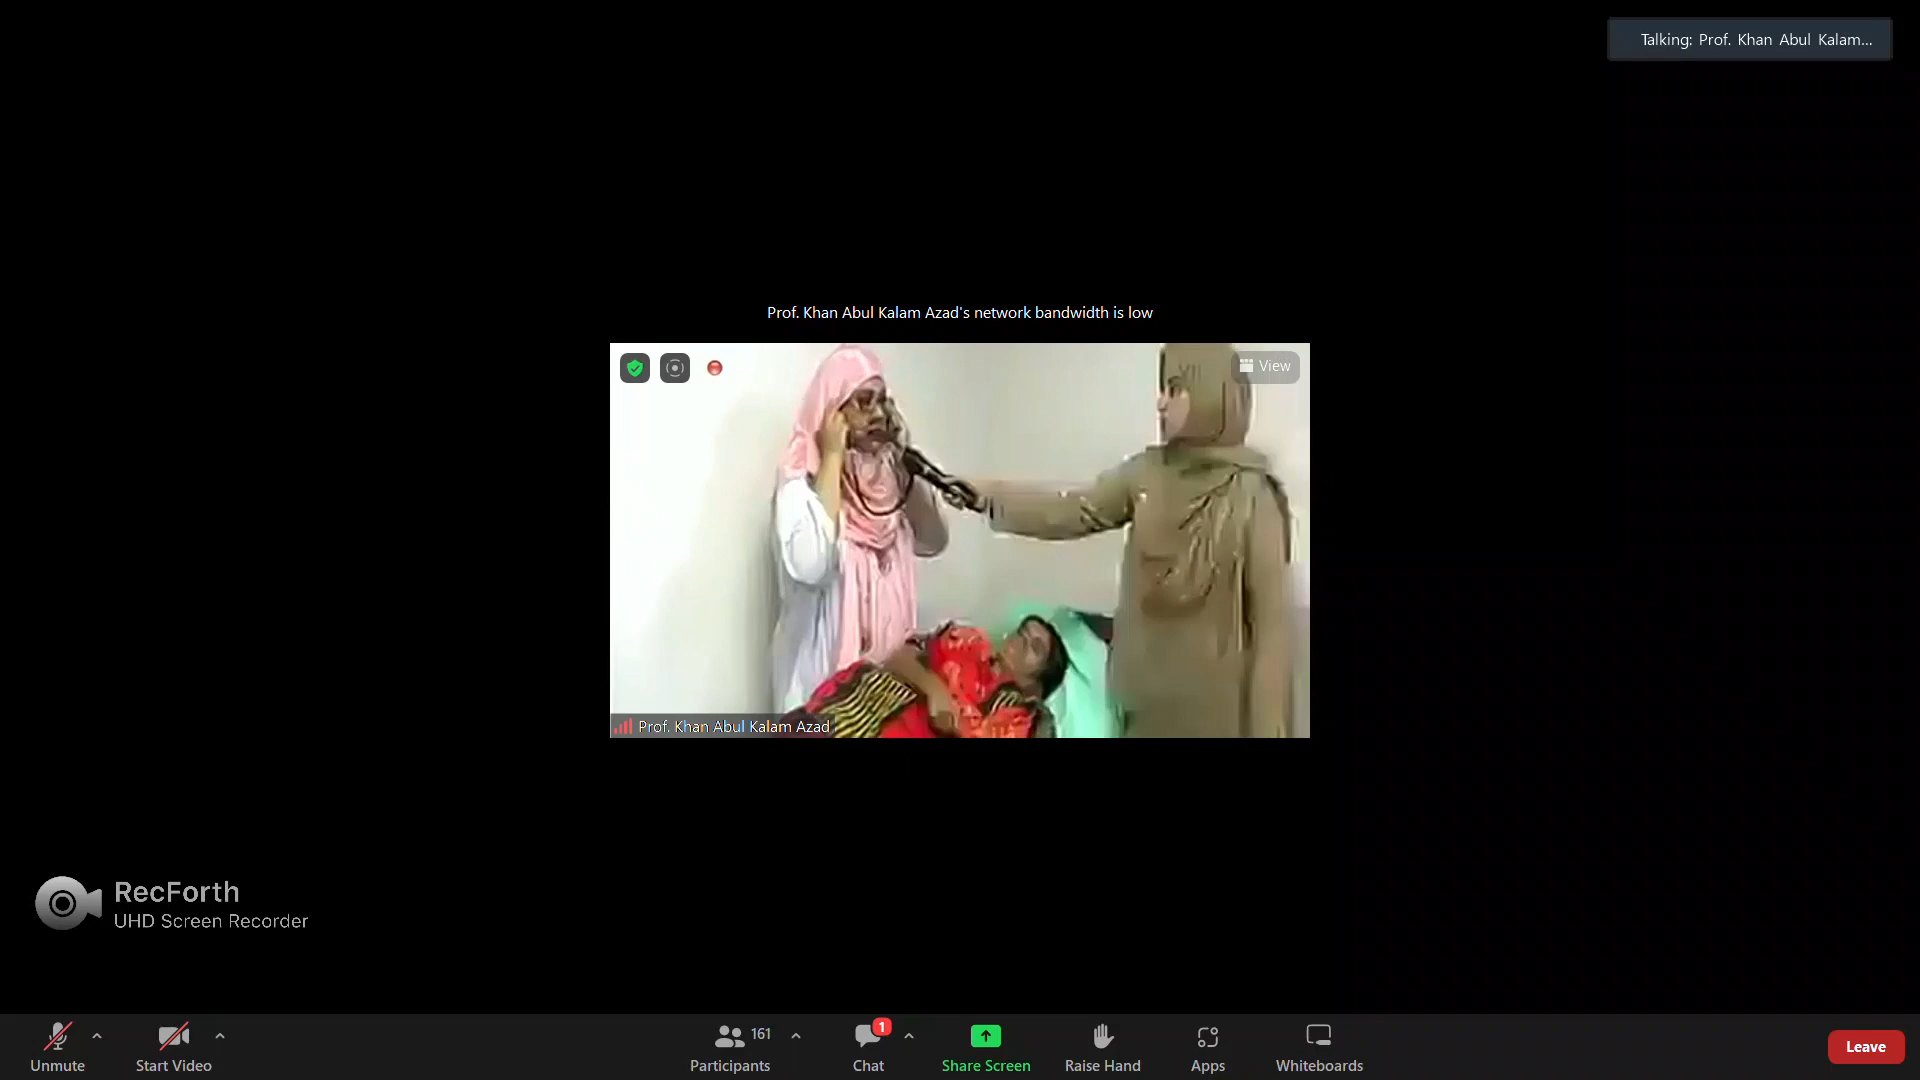 Talking: Prof. Khan Abul Kalam...
Prof. Khan Abul Kalam Azad's network bandwidth is low
View
Prof. Khan Abul Kalam Azad
RecForth
UHD Screen Recorder
Unmute
Start Video
161
Participants
1
Chat
Share Screen
Raise Hand
Apps
Whiteboards
Leave